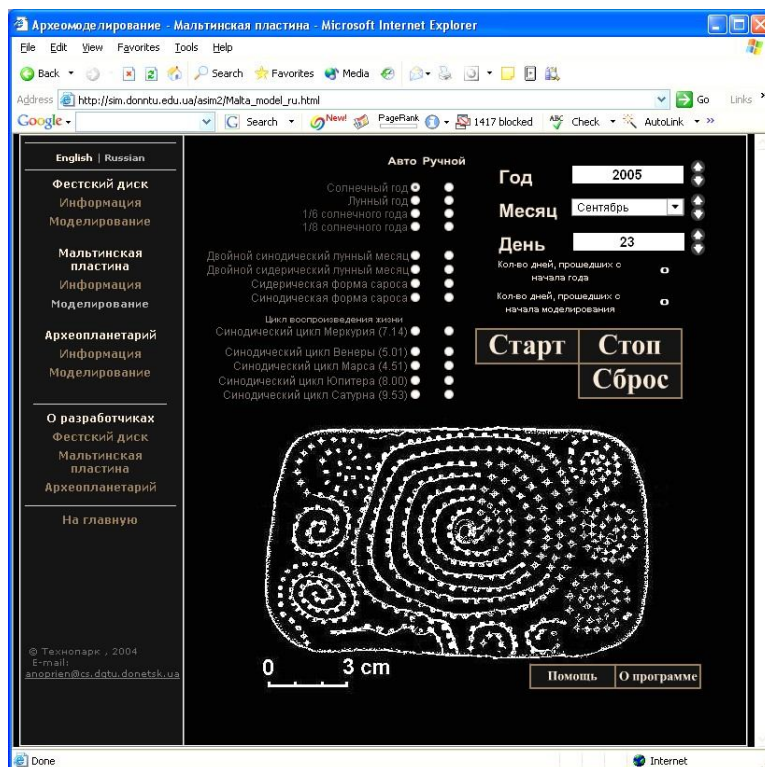 Археомоделирование - Мальтинская пластина - Microsoft Internet Explorer
File Edit View Favorites Tools Help
Back Search Favorites Media
Address http://sim.donntu.edu.ua/asim2/Malta_model_ru.html Go Links »
Google Search New! PageRank 1417 blocked ABC Check AutoLink »
English | Russian
Фестский диск
Информация
Моделирование
Мальтинская
пластина
Информация
Моделирование
Археопланетарий
Информация
Моделирование
О разработчиках
Фестский диск
Мальтинская
пластина
Археопланетарий
На главную
© Технопарк , 2004
E-mail:
anoprien@cs.dgtu.donetsk.ua
Авто Ручной
Солнечный год
Лунный год
1/6 солнечного года
1/8 солнечного года
Двойной синодический лунный месяц
Двойной сидерический лунный месяц
Сидерическая форма сароса
Синодическая форма сароса
Цикл воспроизведения жизни
Синодический цикл Меркурия (7.14)
Синодический цикл Венеры (5.01)
Синодический цикл Марса (4.51)
Синодический цикл Юпитера (8.00)
Синодический цикл Сатурна (9.53)
Год 2005
Месяц Сентябрь
День 23
Кол-во дней, прошедших с
начала года 0
Кол-во дней, прошедших с
начала моделирования 0
Старт Стоп
Сброс
0 3 cm
Помощь О программе
Done Internet